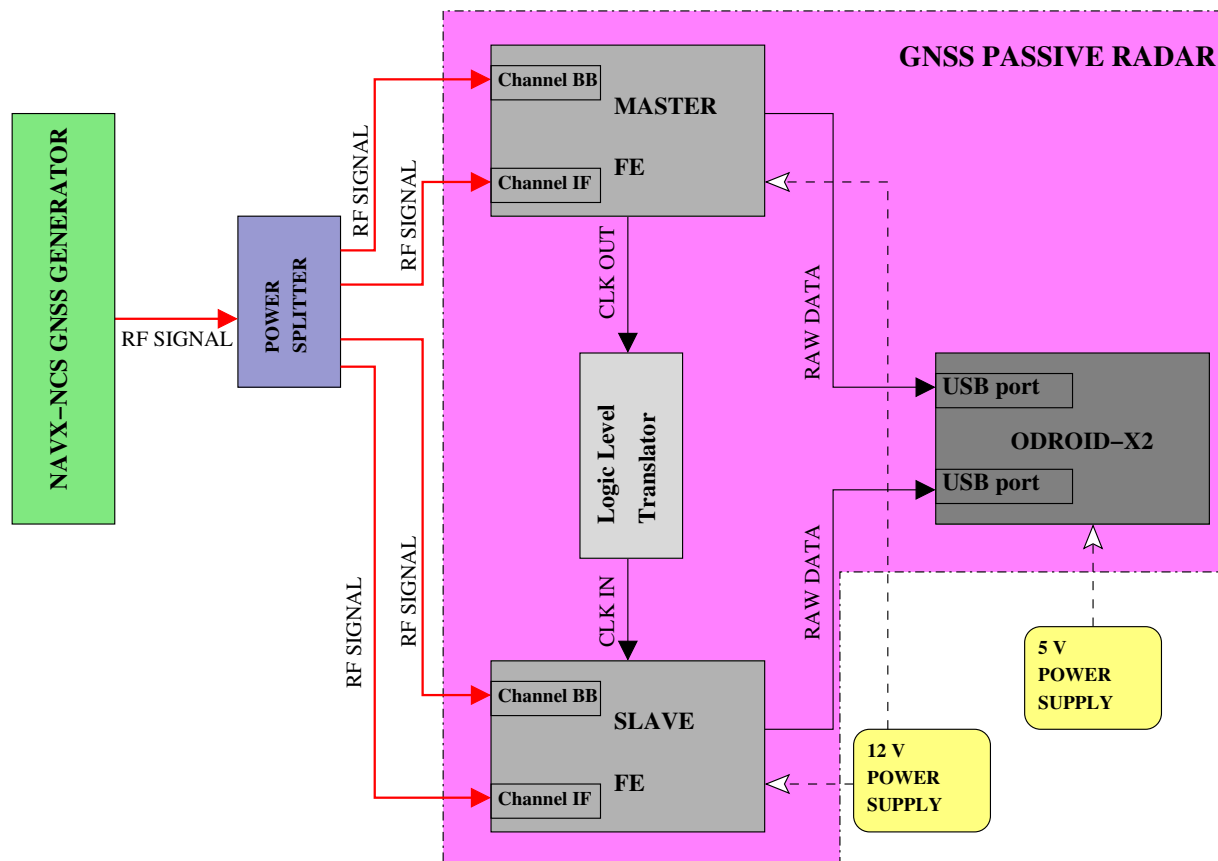 GNSS PASSIVE RADAR
NAVX−NCS GNSS GENERATOR
RF SIGNAL
POWER
SPLITTER
RF SIGNAL
RF SIGNAL
RF SIGNAL
RF SIGNAL
Channel BB
MASTER
FE
Channel IF
CLK OUT
Logic Level
Translator
CLK IN
Channel BB
SLAVE
FE
Channel IF
RAW DATA
RAW DATA
USB port
ODROID−X2
USB port
5 V
POWER
SUPPLY
12 V
POWER
SUPPLY